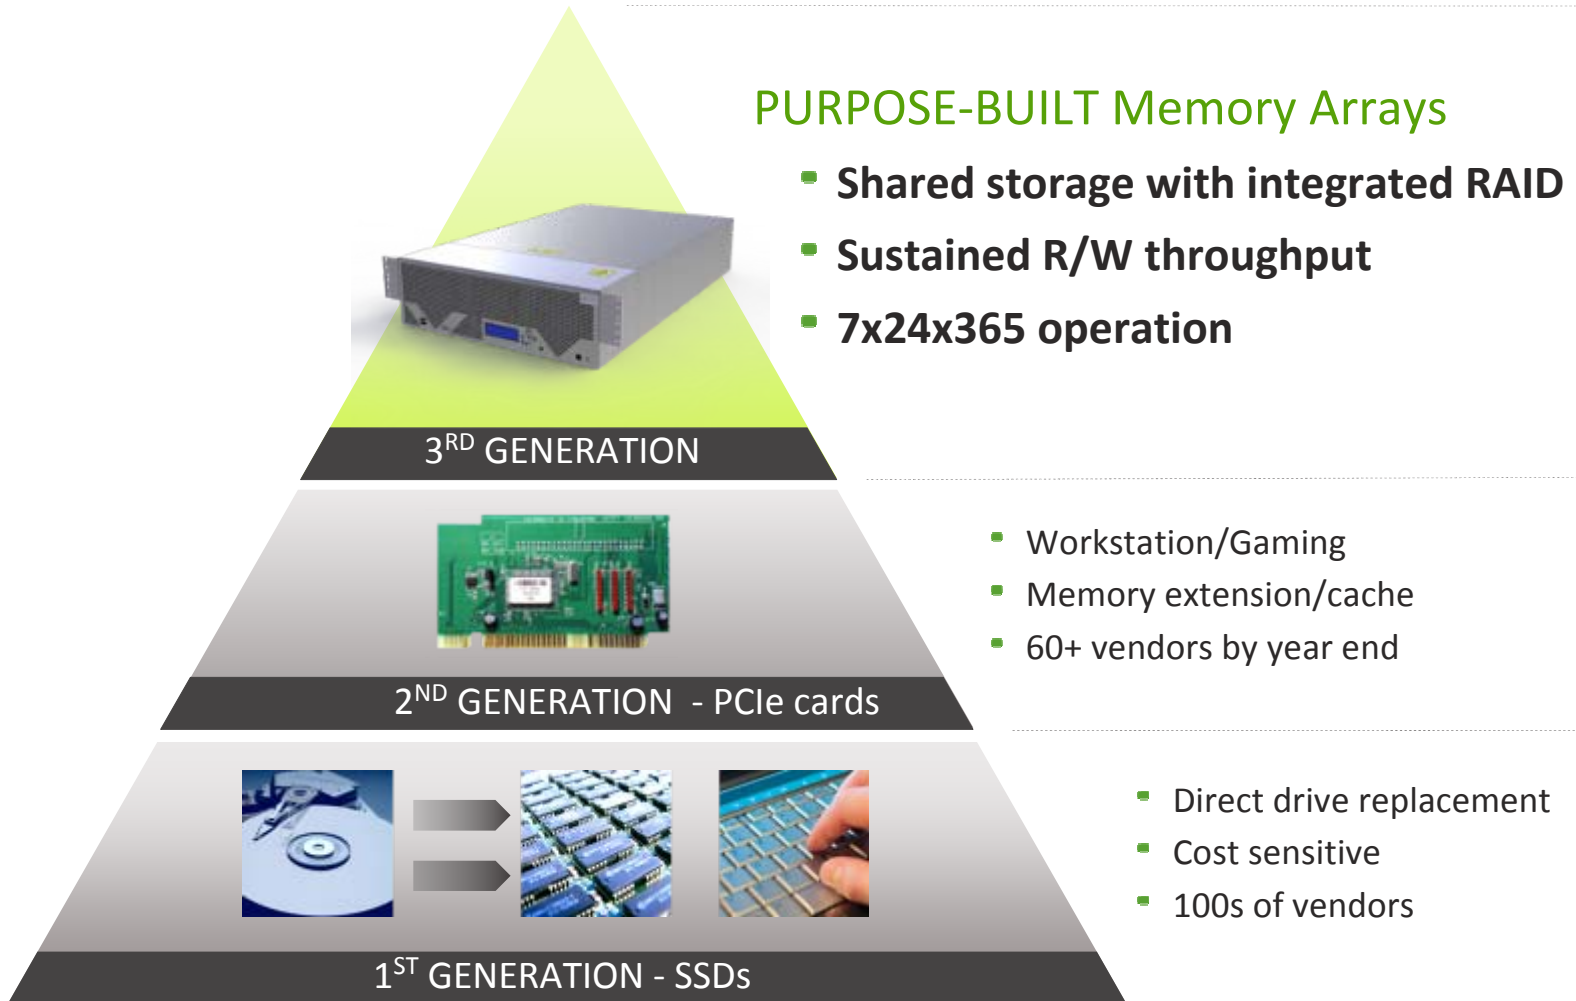 PURPOSE-BUILT Memory Arrays
Shared storage with integrated RAID
Sustained R/W throughput
7x24x365 operation
3RD GENERATION
Workstation/Gaming
Memory extension/cache
60+ vendors by year end
2ND GENERATION - PCIe cards
Direct drive replacement
Cost sensitive
100s of vendors
1ST GENERATION - SSDs